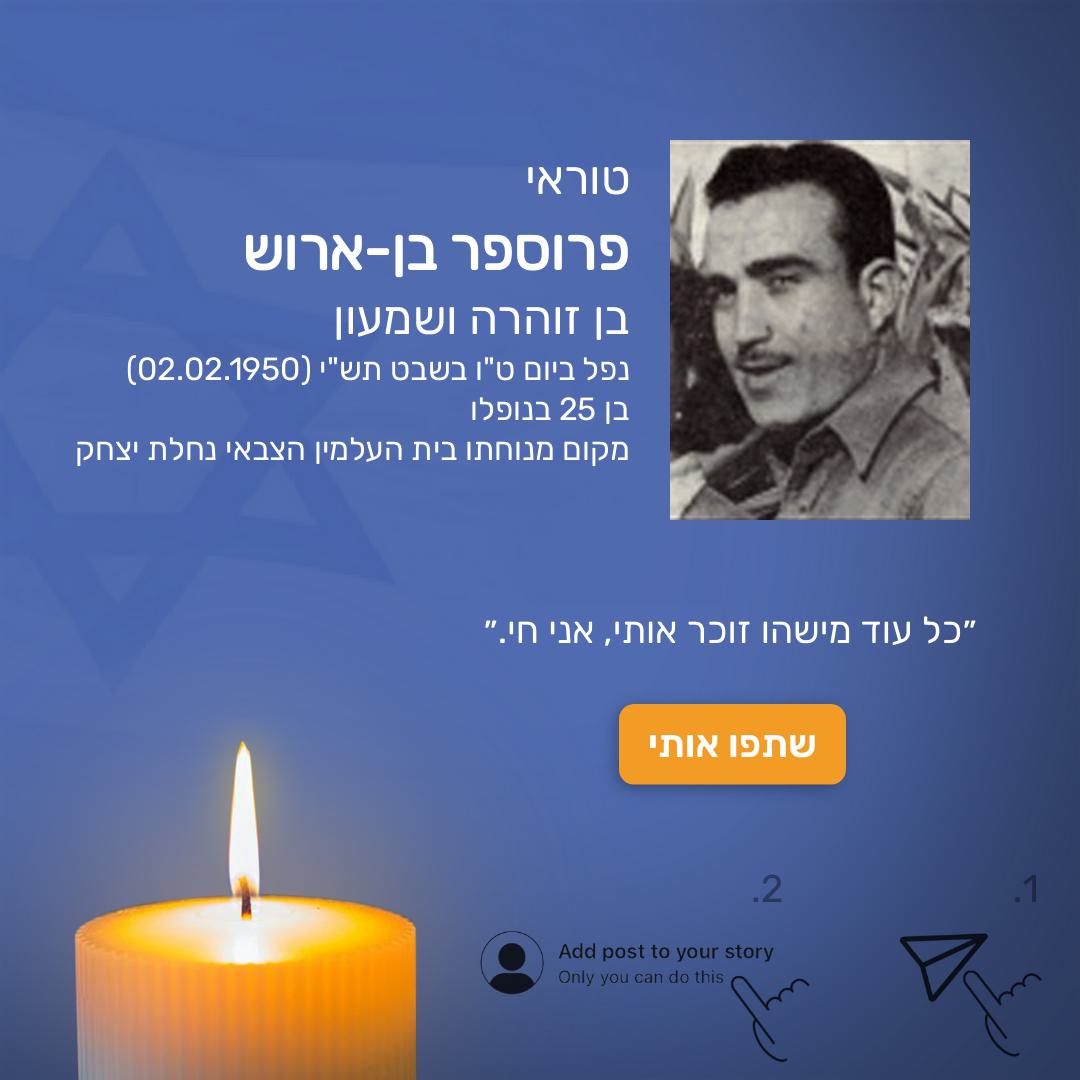 טוראי
פרוספר בן-ארוש
בן זוהרה ושמעון
נפל ביום ט"ו בשבט תש"י (02.02.1950)
בן 25 בנופלו
מקום מנוחתו בית העלמין הצבאי נחלת יצחק
״כל עוד מישהו זוכר אותי, אני חי.״
שתפו אותי
.1
.2
Add post to your story
Only you can do this